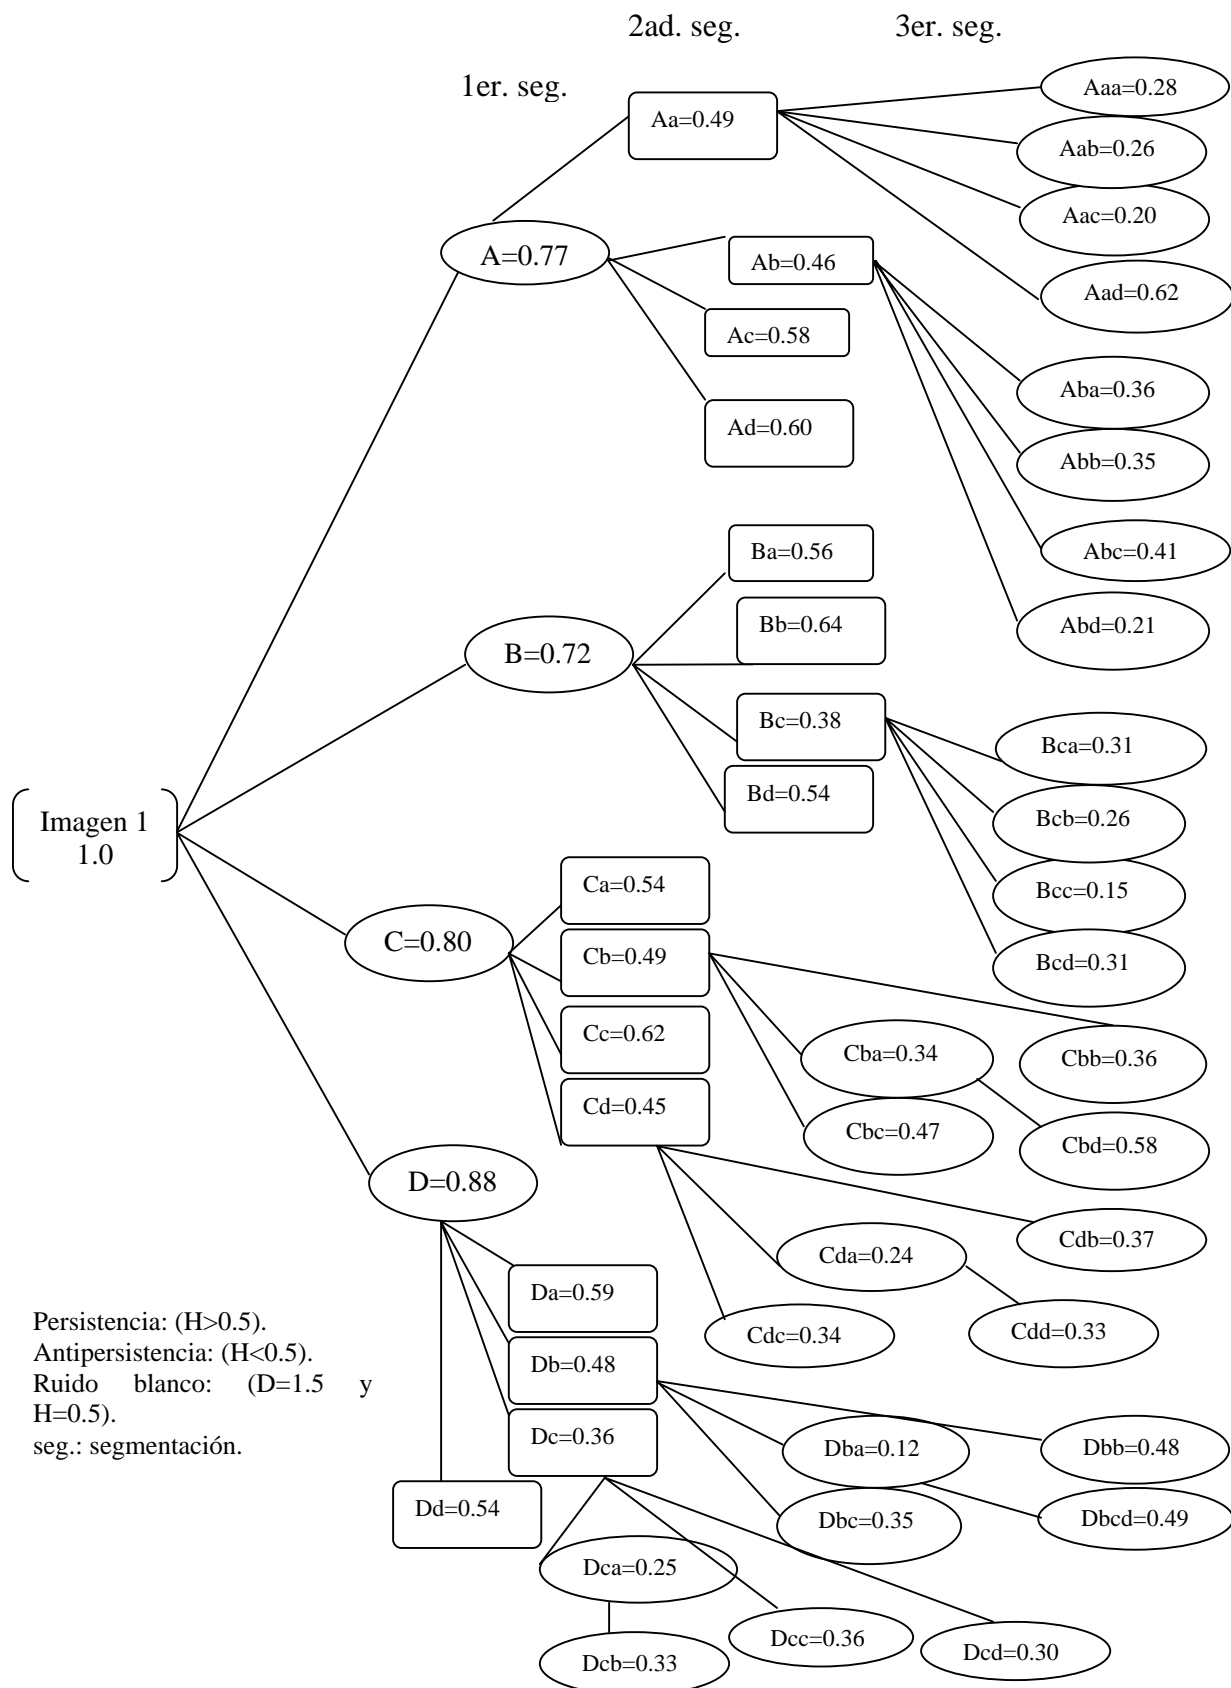 2ad. seg.
3er. seg.
1er. seg.
Aa=0.49
Aaa=0.28
Aab=0.26
Aac=0.20
Aad=0.62
A=0.77
Ab=0.46
Ac=0.58
Ad=0.60
Aba=0.36
Abb=0.35
Abc=0.41
Abd=0.21
Ba=0.56
B=0.72
Bb=0.64
Bc=0.38
Bd=0.54
Bca=0.31
Bcb=0.26
Bcc=0.15
Bcd=0.31
Imagen 1
1.0
Ca=0.54
C=0.80
Cb=0.49
Cc=0.62
Cd=0.45
Cba=0.34
Cbb=0.36
Cbc=0.47
Cbd=0.58
D=0.88
Cdb=0.37
Cda=0.24
Cdc=0.34
Cdd=0.33
Da=0.59
Db=0.48
Dc=0.36
Dd=0.54
Dba=0.12
Dbb=0.48
Dbc=0.35
Dbcd=0.49
Dca=0.25
Dcb=0.33
Dcc=0.36
Dcd=0.30
Persistencia: (H>0.5).
Antipersistencia: (H<0.5).
Ruido blanco: (D=1.5 y
H=0.5).
seg.: segmentación.